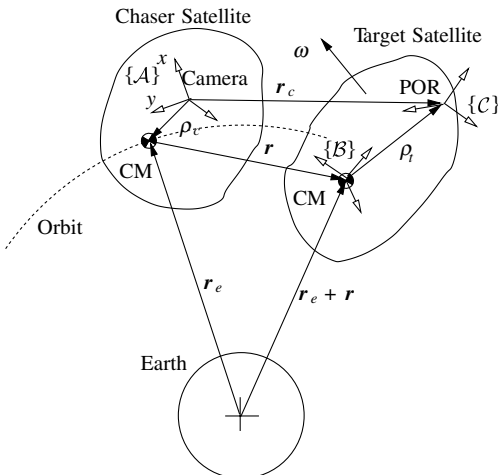 Chaser Satellite
Target Satellite
x
{A}
Camera
ω
POR
{C}
y
r_c
ρ_c
r
{B}
ρ_t
CM
CM
Orbit
r_e
r_e + r
Earth